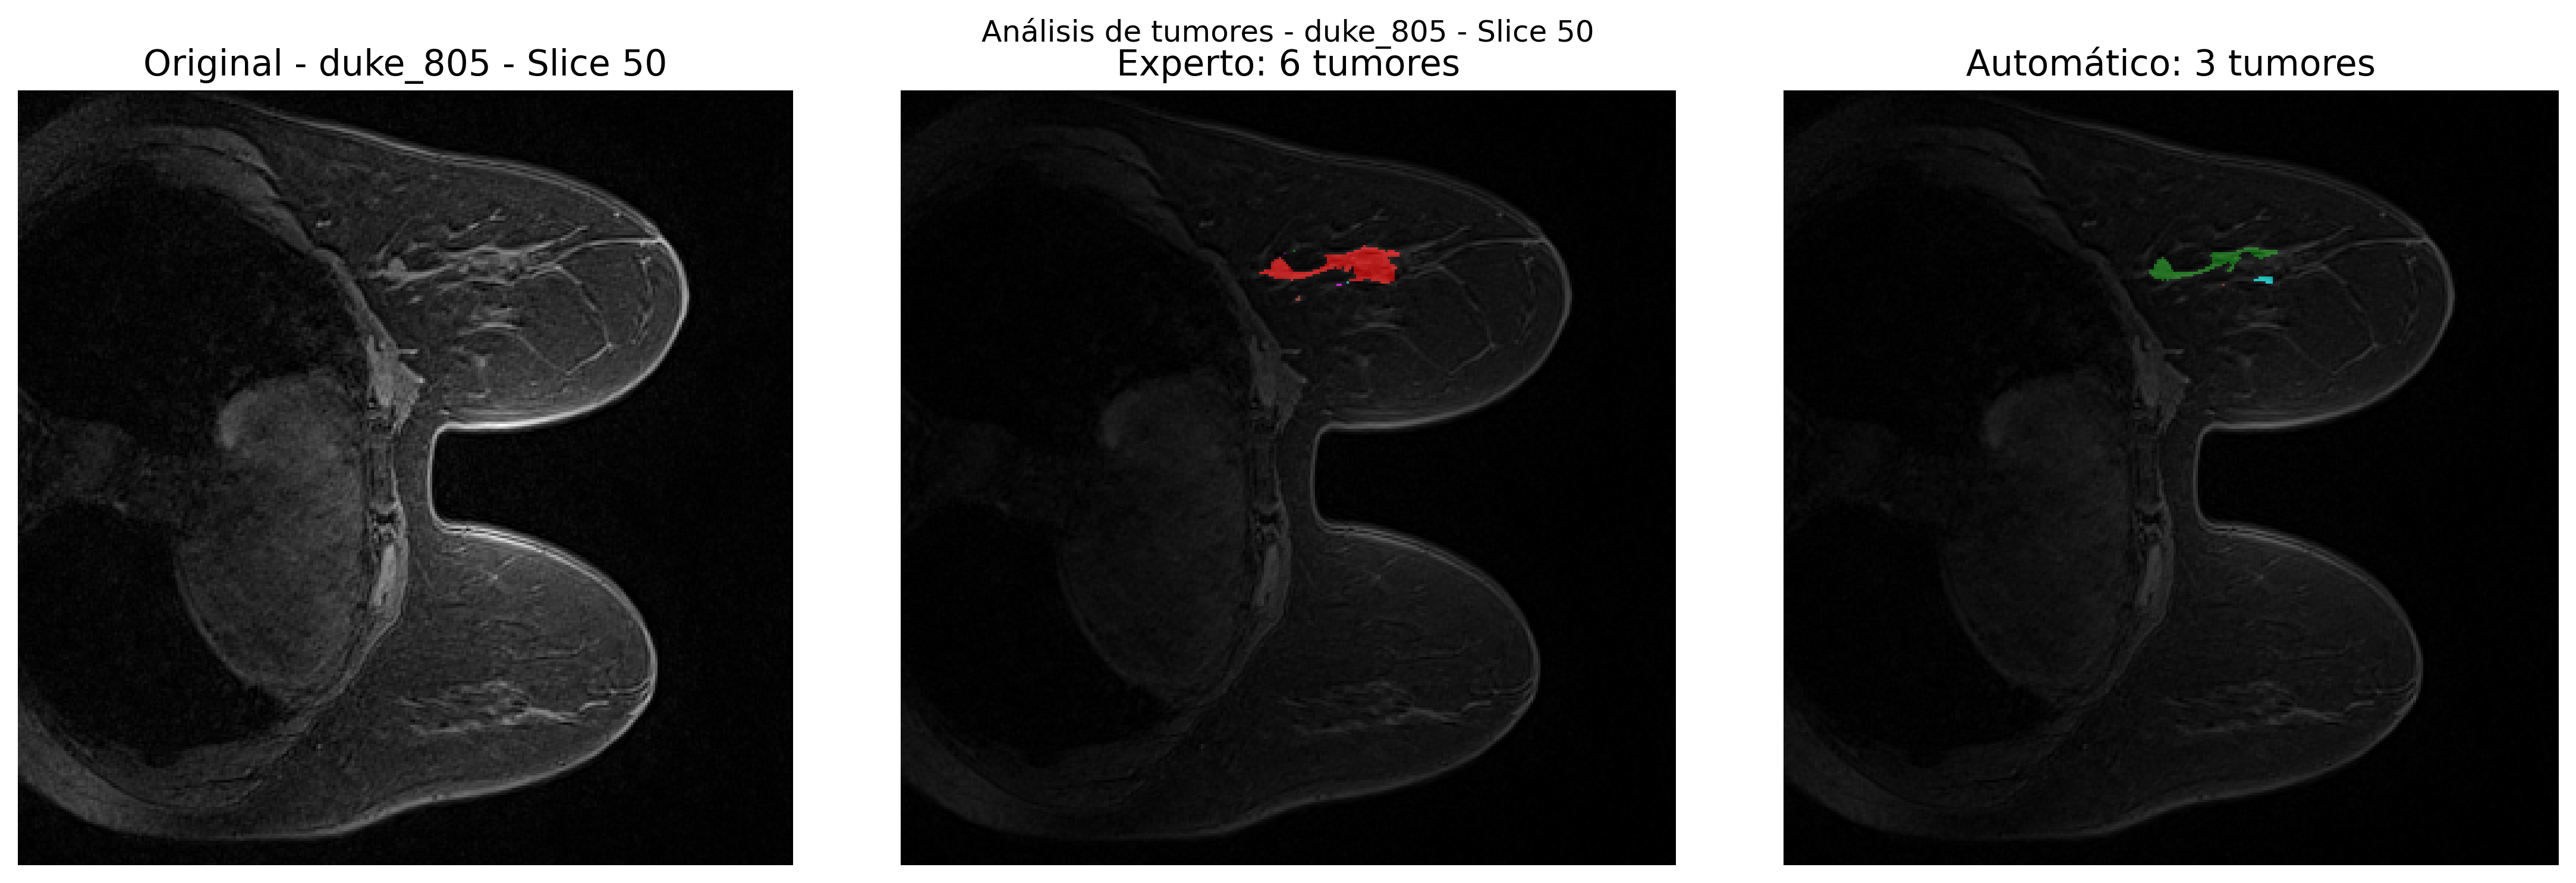 Análisis de tumores - duke_805 - Slice 50
Original - duke_805 - Slice 50
Experto: 6 tumores
Automático: 3 tumores